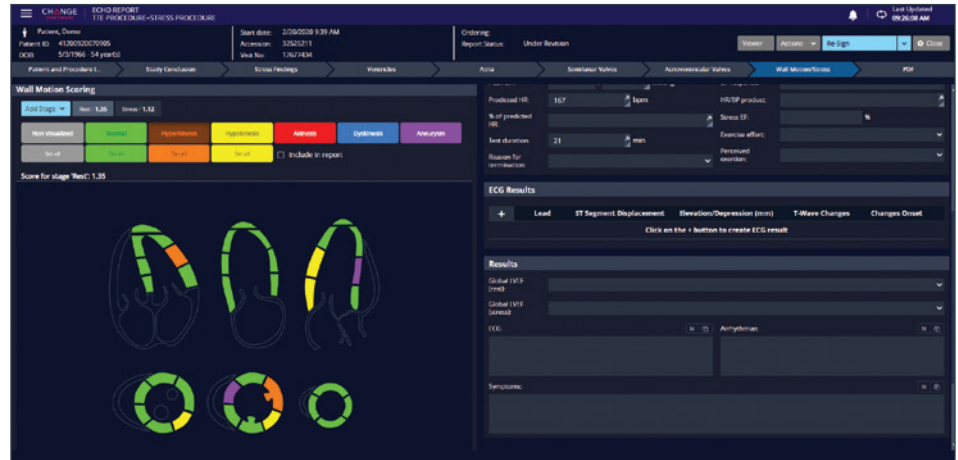 CHANGE HEALTHCARE
ECHO REPORT
TTE PROCEDURE+STRESS PROCEDURE
Last Updated
09:26:08 AM
Patient, Demo
Patient ID: 41200920070905
DOB: 5/3/1966 - 54 year(s)
Start date: 2/20/2020 9:39 AM
Accession: 32525211
Visit No: 12677434
Ordering:
Report Status: Under Revision
Viewer
Actions
Re-Sign
Close
Patient and Procedure I...
Study Conclusion
Stress Findings
Ventricles
Aorta
Semilunar Valves
Atrioventricular Valves
Wall Motion/Stress
PDF
Wall Motion Scoring
Add Stage
Rest / 1.35
Stress / 1.12
Non Visualized
Normal
Hyperkinesis
Hypokinesis
Akinesis
Dyskinesis
Aneurysm
Set all
Set all
Set all
Set all
Include in report
Score for stage 'Rest': 1.35
Predicted HR: 167 bpm
HR/BP product:
% of predicted HR:
Stress EF: %
Test duration: 21 min
Exercise effort:
Reason for termination:
Perceived exertion:
ECG Results
+ Lead ST Segment Displacement Elevation/Depression (mm) T-Wave Changes Changes Onset
Click on the + button to create ECG result
Results
Global LVEF (rest):
Global LVEF (stress):
ECG
N
Arrhythmias
N
Symptoms:
N